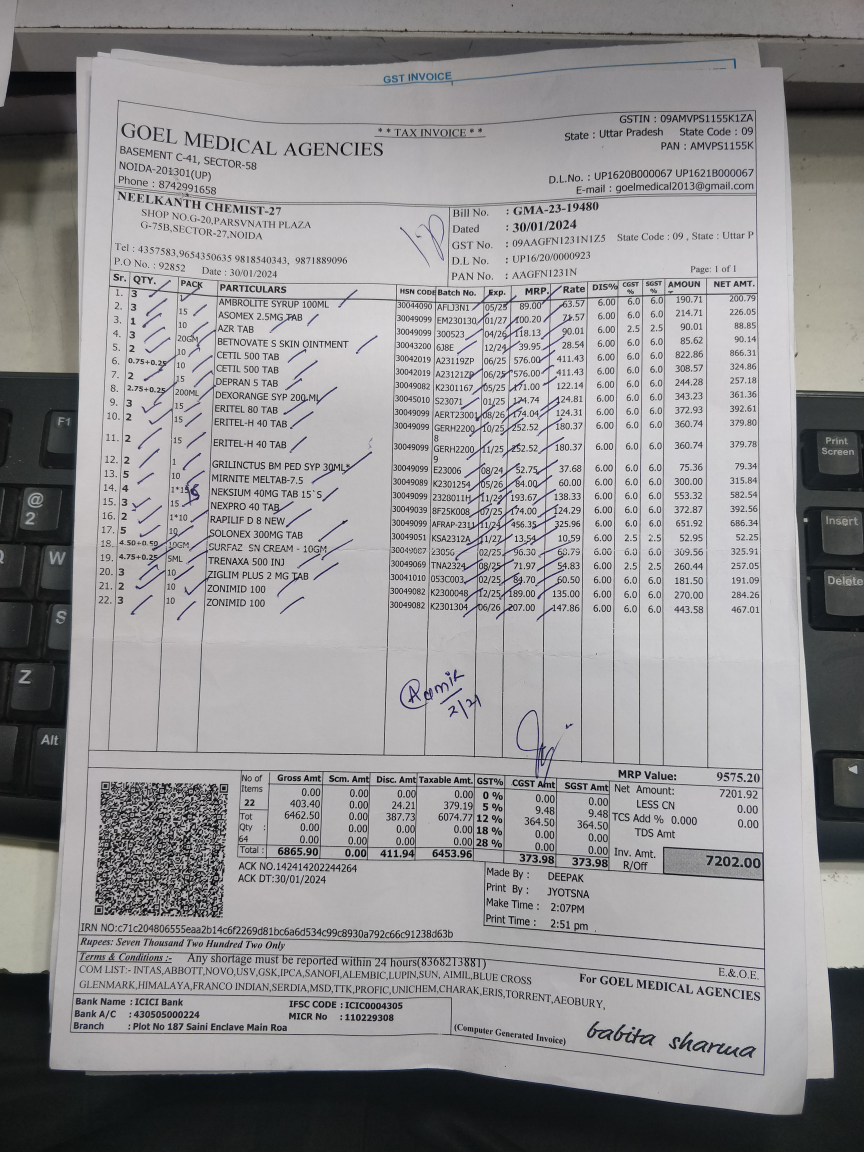 GST INVOICE
* * TAX INVOICE * *
GSTIN : 09AMVPS1155K1ZA
State : Uttar Pradesh State Code : 09
PAN : AMVPS1155K
GOEL MEDICAL AGENCIES
BASEMENT C-41, SECTOR-58
NOIDA-201301(UP)
Phone : 8742991658
D.L.No. : UP1620B000067 UP1621B000067
E-mail : goelmedical2013@gmail.com
NEELKANTH CHEMIST-27
SHOP NO.G-20,PARSVNATH PLAZA
G-75B,SECTOR-27,NOIDA
Tel : 4357583,9654350635 9818540343, 9871889096
P.O No. : 92852 Date : 30/01/2024
Bill No. : GMA-23-19480
Dated : 30/01/2024
GST No. : 09AAGFN1231N1Z5 State Code : 09 , State : Uttar P
D.L No. : UP16/20/0000923
PAN No. : AAGFN1231N
Page: 1 of 1
Sr. QTY. PACK PARTICULARS HSN CODE Batch No. Exp. MRP. Rate DIS% CGST % SGST % AMOUN NET AMT.
1. 3 AMBROLITE SYRUP 100ML 30044090 AFLJ3N1 05/25 89.00 63.57 6.00 6.0 6.0 190.71 200.79
2. 3 15 ASOMEX 2.5MG TAB 30049099 EM230130 01/27 100.20 71.57 6.00 6.0 6.0 214.71 226.05
3. 1 10 AZR TAB 30049099 300523 04/26 118.13 90.01 6.00 2.5 2.5 90.01 88.85
4. 3 20GM BETNOVATE S SKIN OINTMENT 30043200 6J8E 12/24 39.95 28.54 6.00 6.0 6.0 85.62 90.14
5. 2 10 CETIL 500 TAB 30042019 A23119ZP 06/25 576.00 411.43 6.00 6.0 6.0 822.86 866.31
6. 0.75+0.25 10 CETIL 500 TAB 30042019 A23121ZP 06/25 576.00 411.43 6.00 6.0 6.0 308.57 324.86
7. 2 15 DEPRAN 5 TAB 30049082 K2301167 05/25 171.00 122.14 6.00 6.0 6.0 244.28 257.18
8. 2.75+0.25 200ML DEXORANGE SYP 200.ML 30045010 S23071 01/25 174.74 124.81 6.00 6.0 6.0 343.23 361.36
9. 3 15 ERITEL 80 TAB 30049099 AERT23001 08/26 174.04 124.31 6.00 6.0 6.0 372.93 392.61
10. 2 15 ERITEL-H 40 TAB 30049099 GERH2200 10/25 252.52 180.37 6.00 6.0 6.0 360.74 379.80
8
11. 2 15 ERITEL-H 40 TAB 30049099 GERH2200 11/25 252.52 180.37 6.00 6.0 6.0 360.74 379.78
9
12. 2 1 GRILINCTUS BM PED SYP 30ML* 30049099 E23006 08/24 52.75 37.68 6.00 6.0 6.0 75.36 79.34
13. 5 10 MIRNITE MELTAB-7.5 30049089 K2301254 05/26 84.00 60.00 6.00 6.0 6.0 300.00 315.84
14. 4 NEKSIUM 40MG TAB 15`S 30049099 2328011H 11/24 193.67 138.33 6.00 6.0 6.0 553.32 582.54
15. 3 15 NEXPRO 40 TAB 30049039 8F25K008 07/25 174.00 124.29 6.00 6.0 6.0 372.87 392.56
16. 2 1*10 RAPILIF D 8 NEW 30049099 AFRAP-2311 11/24 456.35 325.96 6.00 6.0 6.0 651.92 686.34
17. 5 10 SOLONEX 300MG TAB 30049051 KSA2312A 11/27 13.54 10.59 6.00 2.5 2.5 52.95 52.25
18. 4.50+0.50 10GM SURFAZ SN CREAM - 10GM 30049087 23056 02/25 96.30 68.79 6.00 6.0 6.0 309.56 325.91
19. 4.75+0.25 5ML TRENAXA 500 INJ 30049069 TNA2324 08/25 71.97 54.83 6.00 2.5 2.5 260.44 257.05
20. 3 10 ZIGLIM PLUS 2 MG TAB 30041010 053C003 02/25 84.70 60.50 6.00 6.0 6.0 181.50 191.09
21. 2 10 ZONIMID 100 30049082 K2300048 12/25 189.00 135.00 6.00 6.0 6.0 270.00 284.26
22. 3 10 ZONIMID 100 30049082 K2301304 06/26 207.00 147.86 6.00 6.0 6.0 443.58 467.01
2/21
No of Items Gross Amt Scm. Amt Disc. Amt Taxable Amt. GST% CGST Amt SGST Amt
0.00 0.00 0.00 0.00 0 % 0.00 0.00
22 403.40 0.00 24.21 379.19 5 % 9.48 9.48
Tot 6462.50 0.00 387.73 6074.77 12 % 364.50 364.50
Qty : 0.00 0.00 0.00 0.00 18 % 0.00 0.00
64 0.00 0.00 0.00 0.00 28 % 0.00 0.00
Total : 6865.90 0.00 411.94 6453.96 373.98 373.98
MRP Value: 9575.20
Net Amount: 7201.92
LESS CN 0.00
TCS Add % 0.000 0.00
TDS Amt
Inv. Amt. R/Off 7202.00
ACK NO.142414202244264
ACK DT:30/01/2024
Made By : DEEPAK
Print By : JYOTSNA
Make Time : 2:07PM
Print Time : 2:51 pm
IRN NO:c71c204806555eaa2b14c6f2269d81bc6a6d534c99c8930a792c66c91238d63b
Rupees: Seven Thousand Two Hundred Two Only
Terms & Conditions :- Any shortage must be reported within 24 hours(8368213881)
COM LIST:- INTAS,ABBOTT,NOVO,USV,GSK,IPCA,SANOFI,ALEMBIC,LUPIN,SUN, AIMIL,BLUE CROSS
GLENMARK,HIMALAYA,FRANCO INDIAN,SERDIA,MSD,TTK,PROFIC,UNICHEM,CHARAK,ERIS,TORRENT,AEOBURY,
E.&.O.E.
For GOEL MEDICAL AGENCIES
Bank Name : ICICI Bank IFSC CODE : ICIC0004305
Bank A/C : 430505000224 MICR No : 110229308
Branch : Plot No 187 Saini Enclave Main Roa
(Computer Generated Invoice)
babita sharma
F1
@
2
Q
W
S
Z
Alt
Print
Screen
Insert
Delete